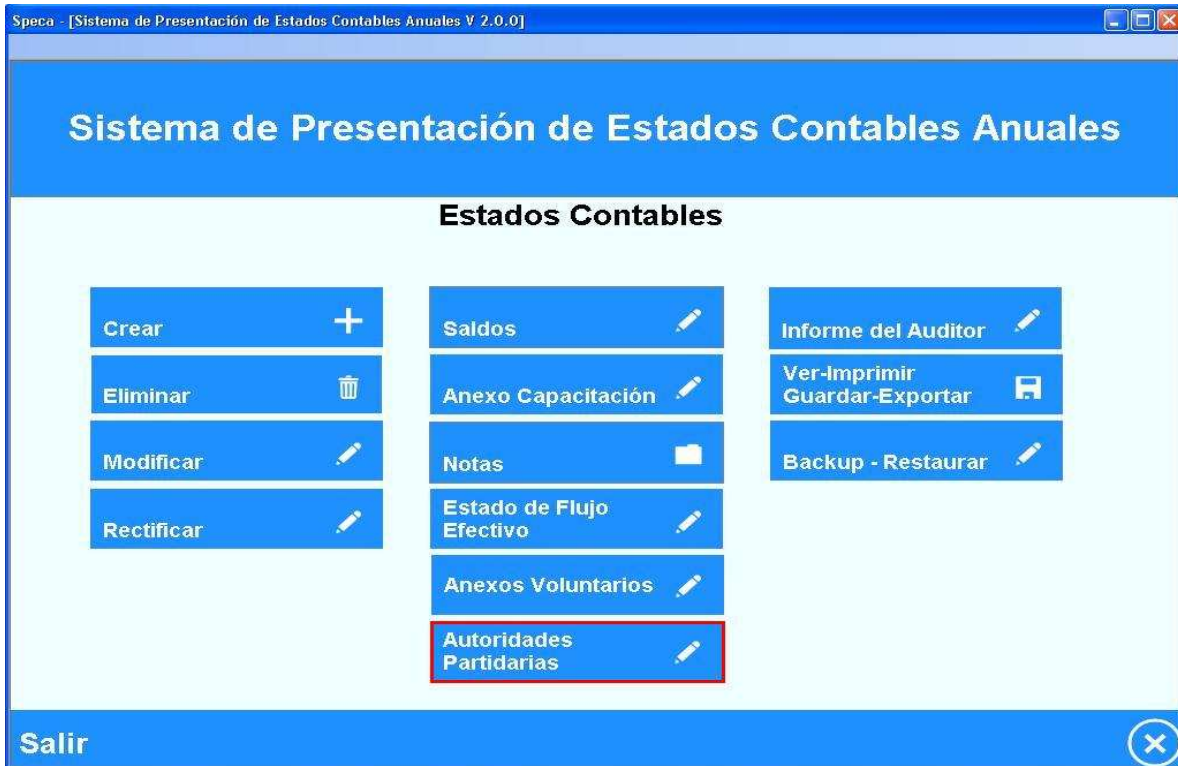 Speca - [Sistema de Presentación de Estados Contables Anuales V 2.0.0]
Sistema de Presentación de Estados Contables Anuales
Estados Contables
Crear
Eliminar
Modificar
Rectificar
Saldos
Anexo Capacitación
Notas
Estado de Flujo
Efectivo
Anexos Voluntarios
Autoridades
Partidarias
Informe del Auditor
Ver-Imprimir
Guardar-Exportar
Backup - Restaurar
Salir